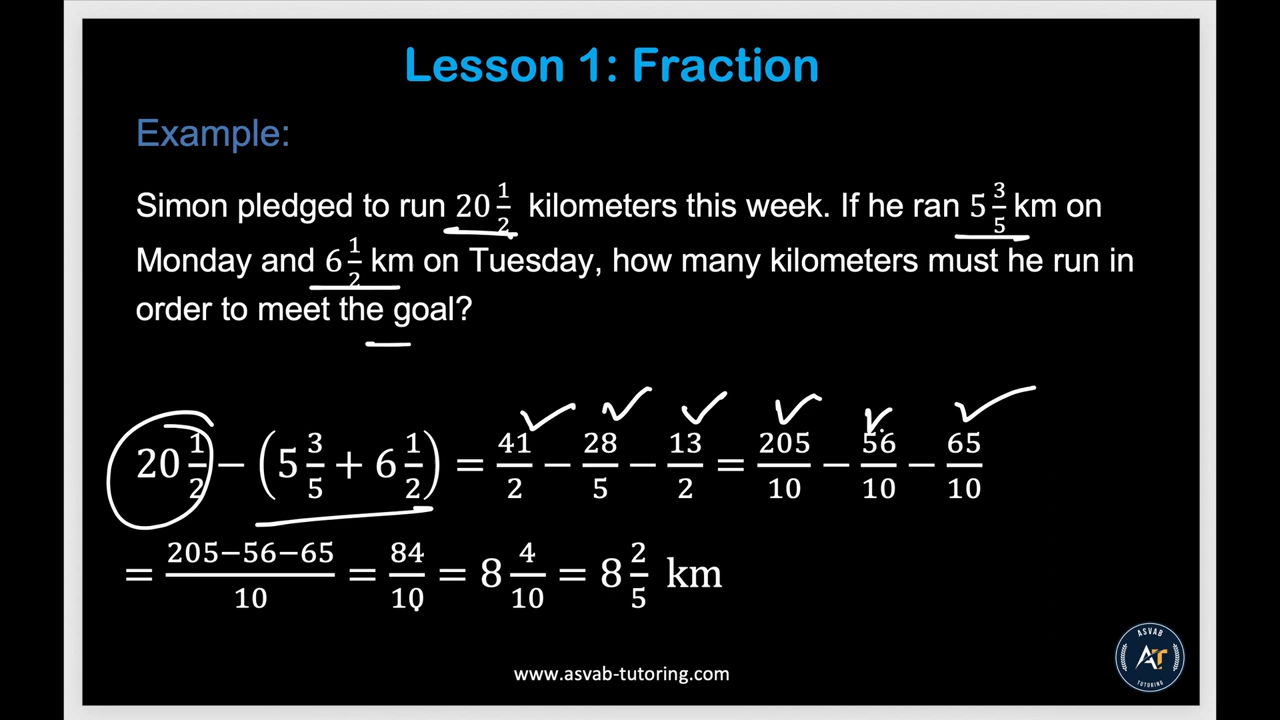 Lesson 1: Fraction
Example:
Simon pledged to run 20 1/2 kilometers this week. If he ran 5 3/5 km on
Monday and 6 1/2 km on Tuesday, how many kilometers must he run in
order to meet the goal?
20 1/2 − (5 3/5 + 6 1/2) = 41/2 − 28/5 − 13/2 = 205/10 − 56/10 − 65/10
= 205−56−65/10 = 84/10 = 8 4/10 = 8 2/5 km
www.asvab-tutoring.com
ASVAB
AT
TUTORING